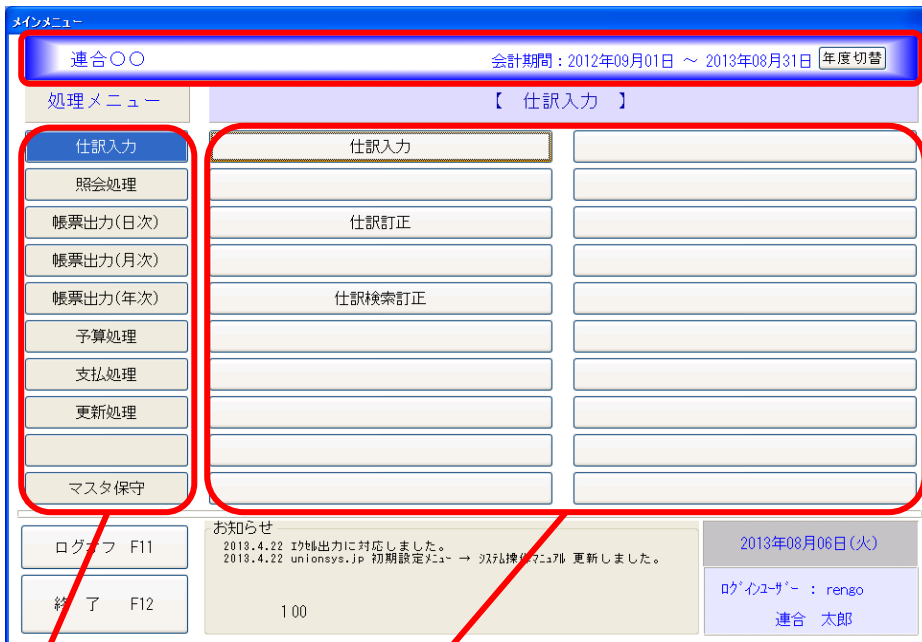 メインメニュー
連合〇〇 会計期間：2012年09月01日 ～ 2013年08月31日 年度切替
処理メニュー 【 仕訳入力 】
仕訳入力 仕訳入力
照会処理
帳票出力(日次) 仕訳訂正
帳票出力(月次)
帳票出力(年次) 仕訳検索訂正
予算処理
支払処理
更新処理
マスタ保守
お知らせ
2013.4.22 ｴｸｾﾙ出力に対応しました。
2013.4.22 unionsys.jp 初期設定ﾒﾆｭｰ → ｼｽﾃﾑ操作ﾏﾆｭｱﾙ 更新しました。
100
ログオフ F11
終 了 F12
2013年08月06日(火)
ﾛｸﾞｲﾝﾕｰｻﾞｰ : rengo
連合 太郎